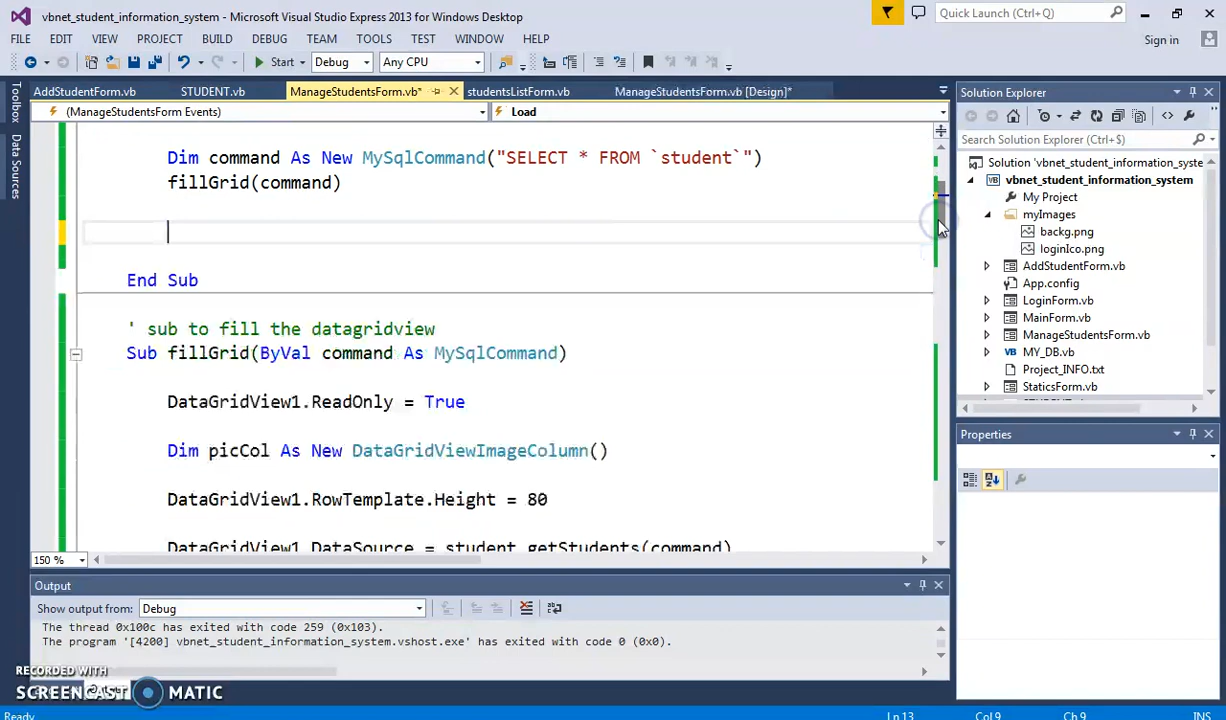 vbnet_student_information_system - Microsoft Visual Studio Express 2013 for Windows Desktop
Quick Launch (Ctrl+Q)
FILE EDIT VIEW PROJECT BUILD DEBUG TEAM TOOLS TEST WINDOW HELP
Sign in
Start Debug Any CPU
Toolbox
Data Sources
AddStudentForm.vb STUDENT.vb ManageStudentsForm.vb* studentsListForm.vb ManageStudentsForm.vb [Design]*
(ManageStudentsForm Events) Load
Dim command As New MySqlCommand("SELECT * FROM `student`")
fillGrid(command)
End Sub
' sub to fill the datagridview
Sub fillGrid(ByVal command As MySqlCommand)
DataGridView1.ReadOnly = True
Dim picCol As New DataGridViewImageColumn()
DataGridView1.RowTemplate.Height = 80
DataGridView1.DataSource = student.getStudents(command)
150 %
Solution Explorer
Search Solution Explorer (Ctrl+$)
Solution 'vbnet_student_information_syste
vbnet_student_information_system
My Project
myImages
backg.png
loginIco.png
AddStudentForm.vb
App.config
LoginForm.vb
MainForm.vb
ManageStudentsForm.vb
MY_DB.vb
Project_INFO.txt
StaticsForm.vb
Properties
Output
Show output from: Debug
The thread 0x100c has exited with code 259 (0x103).
The program '[4200] vbnet_student_information_system.vshost.exe' has exited with code 0 (0x0).
RECORDED WITH
SCREENCAST MATIC
Ln 13 Col 9 Ch 9 INS